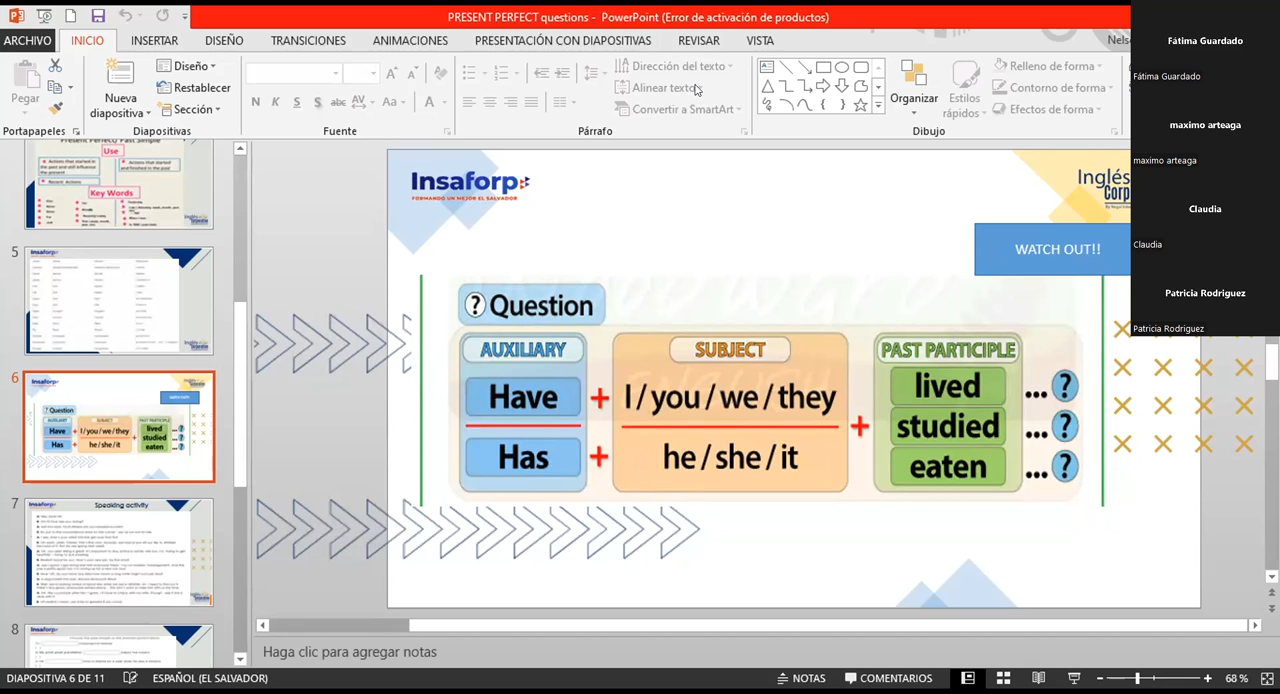 PRESENT PERFECT questions - PowerPoint (Error de activación de productos)
ARCHIVO INICIO INSERTAR DISEÑO TRANSICIONES ANIMACIONES PRESENTACIÓN CON DIAPOSITIVAS REVISAR VISTA
Pegar
Nueva diapositiva
Diseño
Restablecer
Sección
N K S S abc AV Aa A
Dirección del texto
Alinear texto
Convertir a SmartArt
Organizar
Estilos rápidos
Relleno de forma
Contorno de forma
Efectos de forma
Portapapeles Diapositivas Fuente Párrafo Dibujo
Fátima Guardado
Fátima Guardado
maximo arteaga
maximo arteaga
Claudia
Claudia
Patricia Rodriguez
Patricia Rodriguez
Use
Key Words
5
6
7
Speaking activity
8
Insaforp
FORMANDO UN MEJOR EL SALVADOR
Inglés
Corp
WATCH OUT!!
? Question
AUXILIARY SUBJECT PAST PARTICIPLE
Have + I / you / we / they
Has + he / she / it
+
lived ... ?
studied ... ?
eaten ... ?
Haga clic para agregar notas
DIAPOSITIVA 6 DE 11 ESPAÑOL (EL SALVADOR) NOTAS COMENTARIOS 68 %